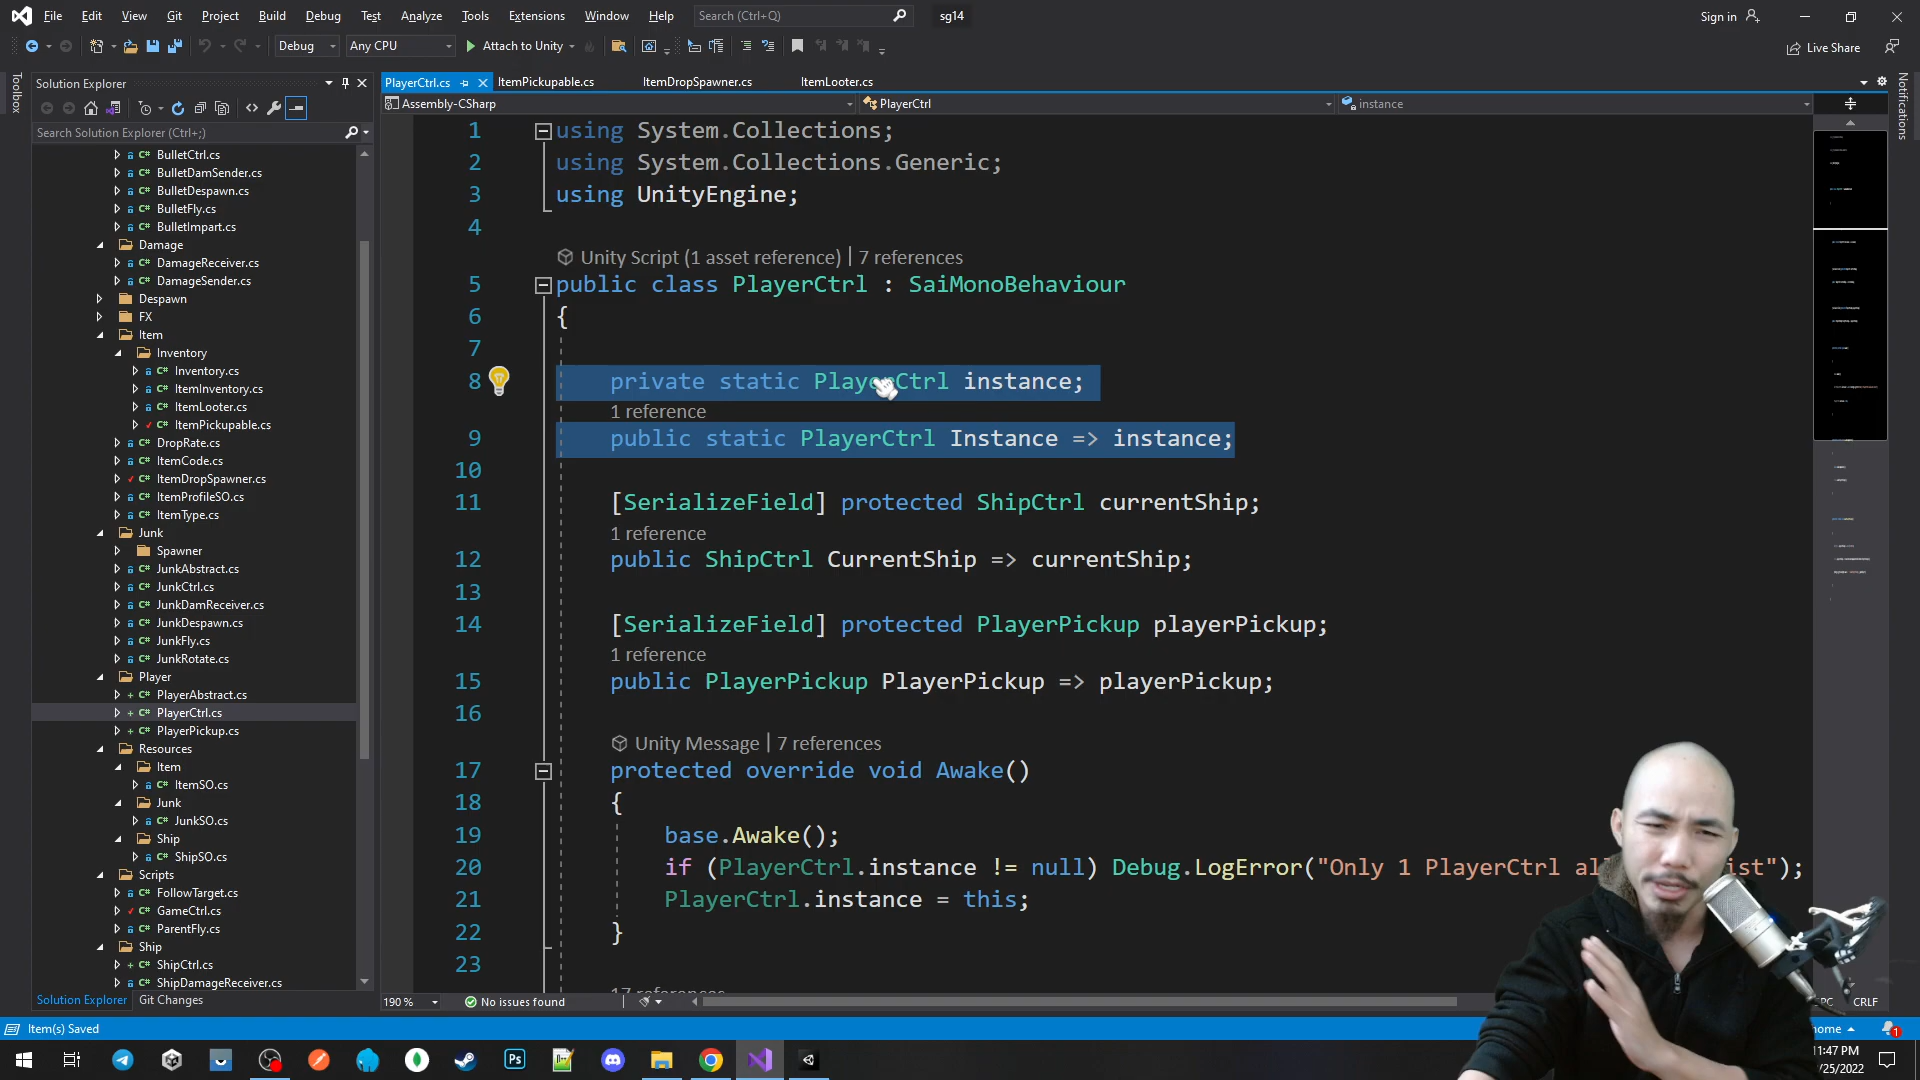 File Edit View Git Project Build Debug Test Analyze Tools Extensions Window Help Search (Ctrl+Q) sg14 Sign in
Debug Any CPU Attach to Unity Live Share
Toolbox
Solution Explorer
Search Solution Explorer (Ctrl+;)
BulletCtrl.cs
BulletDamSender.cs
BulletDespawn.cs
BulletFly.cs
BulletImpart.cs
Damage
DamageReceiver.cs
DamageSender.cs
Despawn
FX
Item
Inventory
Inventory.cs
ItemInventory.cs
ItemLooter.cs
ItemPickupable.cs
DropRate.cs
ItemCode.cs
ItemDropSpawner.cs
ItemProfileSO.cs
ItemType.cs
Junk
Spawner
JunkAbstract.cs
JunkCtrl.cs
JunkDamReceiver.cs
JunkDespawn.cs
JunkFly.cs
JunkRotate.cs
Player
PlayerAbstract.cs
PlayerCtrl.cs
PlayerPickup.cs
Resources
Item
ItemSO.cs
Junk
JunkSO.cs
Ship
ShipSO.cs
Scripts
FollowTarget.cs
GameCtrl.cs
ParentFly.cs
Ship
ShipCtrl.cs
ShipDamageReceiver.cs
Solution Explorer Git Changes
PlayerCtrl.cs ItemPickupable.cs ItemDropSpawner.cs ItemLooter.cs
Assembly-CSharp PlayerCtrl instance
Notifications
1 using System.Collections;
2 using System.Collections.Generic;
3 using UnityEngine;
4
Unity Script (1 asset reference) | 7 references
5 public class PlayerCtrl : SaiMonoBehaviour
6 {
7
8 private static PlayerCtrl instance;
1 reference
9 public static PlayerCtrl Instance => instance;
10
11 [SerializeField] protected ShipCtrl currentShip;
1 reference
12 public ShipCtrl CurrentShip => currentShip;
13
14 [SerializeField] protected PlayerPickup playerPickup;
1 reference
15 public PlayerPickup PlayerPickup => playerPickup;
16
Unity Message | 7 references
17 protected override void Awake()
18 {
19 base.Awake();
20 if (PlayerCtrl.instance != null) Debug.LogError("Only 1 PlayerCtrl al ist");
21 PlayerCtrl.instance = this;
22 }
23
190 % No issues found CRLF
Item(s) Saved home 1
11:47 PM
/25/2022